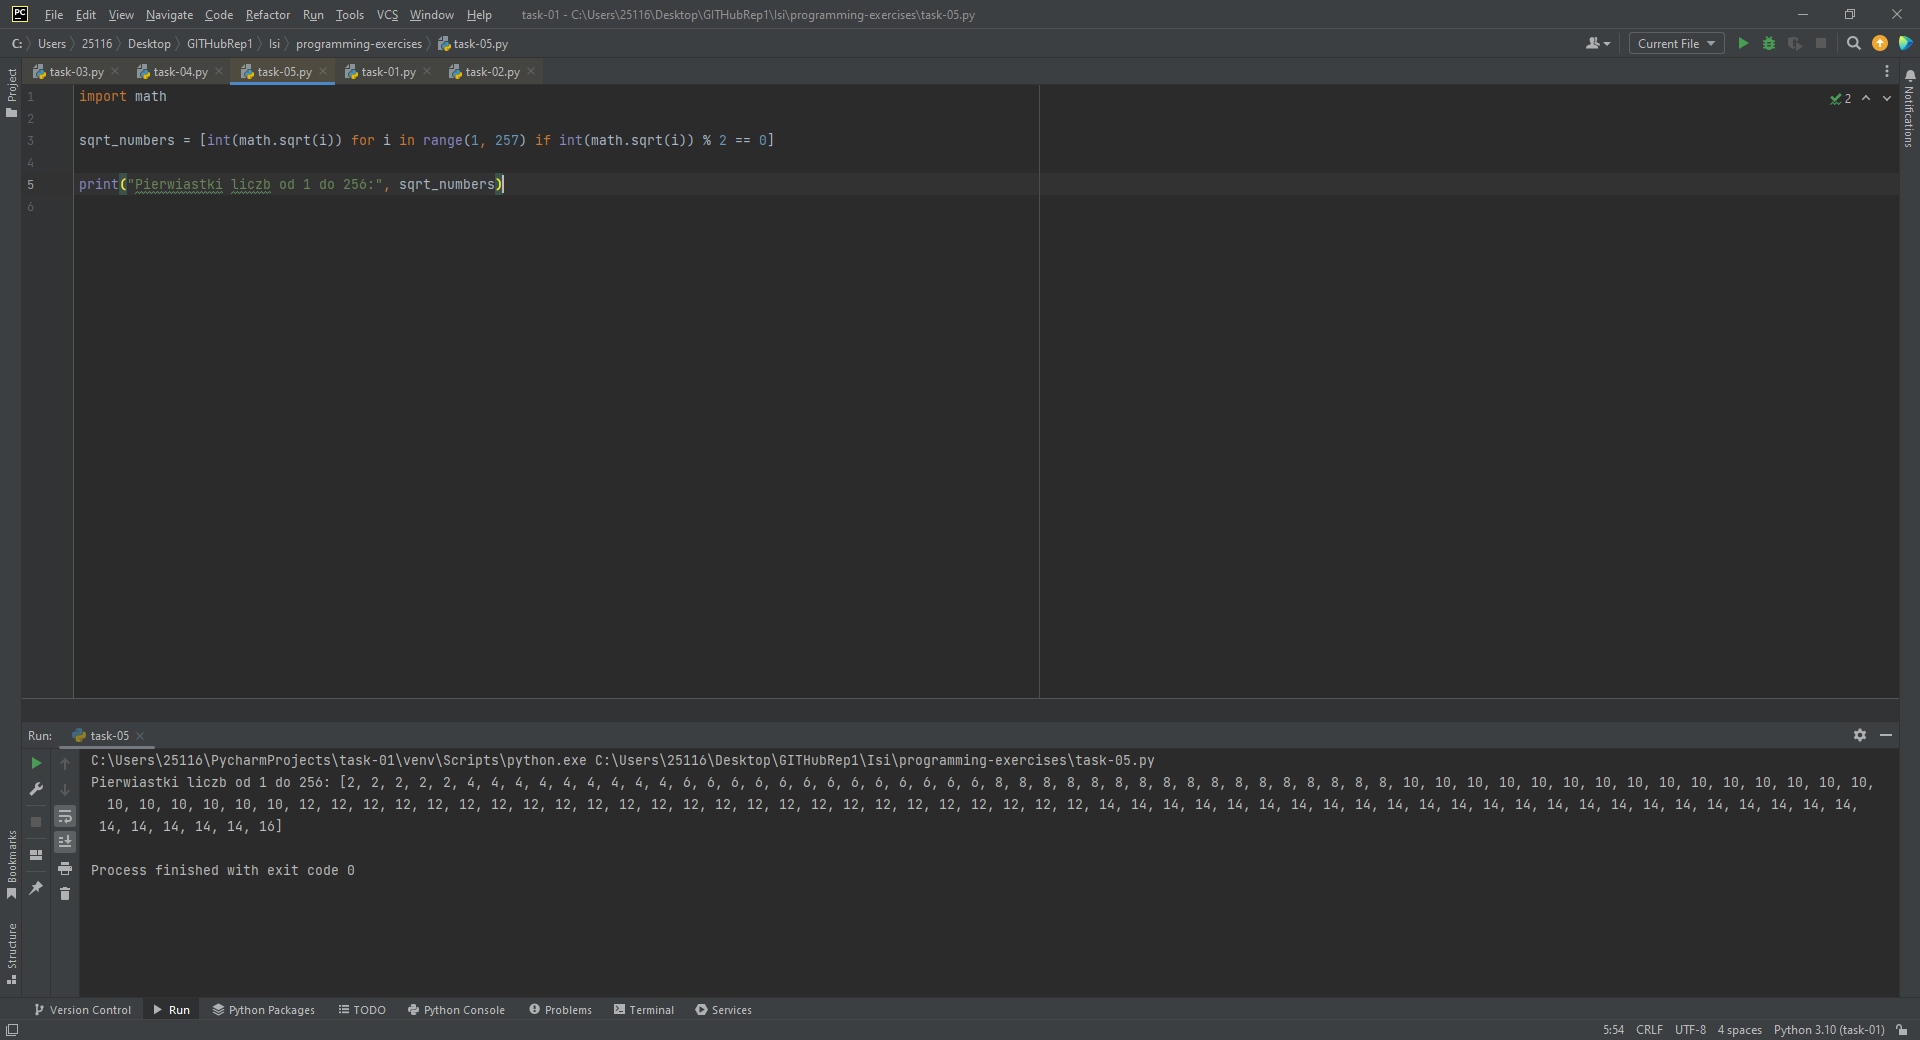 PC File Edit View Navigate Code Refactor Run Tools VCS Window Help task-01 - C:\Users\25116\Desktop\GITHubRep1\Isi\programming-exercises\task-05.py
C: Users 25116 Desktop GITHubRep1 Isi programming-exercises task-05.py Current File
task-03.py task-04.py task-05.py task-01.py task-02.py
Project
Notifications
2
1 import math
2
3 sqrt_numbers = [int(math.sqrt(i)) for i in range(1, 257) if int(math.sqrt(i)) % 2 == 0]
4
5 print("Pierwiastki liczb od 1 do 256:", sqrt_numbers)
6
Run: task-05
C:\Users\25116\PycharmProjects\task-01\venv\Scripts\python.exe C:\Users\25116\Desktop\GITHubRep1\Isi\programming-exercises\task-05.py
Pierwiastki liczb od 1 do 256: [2, 2, 2, 2, 2, 4, 4, 4, 4, 4, 4, 4, 4, 4, 6, 6, 6, 6, 6, 6, 6, 6, 6, 6, 6, 6, 6, 8, 8, 8, 8, 8, 8, 8, 8, 8, 8, 8, 8, 8, 8, 8, 8, 8, 10, 10, 10, 10, 10, 10, 10, 10, 10, 10, 10, 10, 10, 10, 10,
10, 10, 10, 10, 10, 10, 12, 12, 12, 12, 12, 12, 12, 12, 12, 12, 12, 12, 12, 12, 12, 12, 12, 12, 12, 12, 12, 12, 12, 12, 12, 14, 14, 14, 14, 14, 14, 14, 14, 14, 14, 14, 14, 14, 14, 14, 14, 14, 14, 14, 14, 14, 14, 14, 14,
14, 14, 14, 14, 14, 16]
Process finished with exit code 0
Bookmarks
Structure
Version Control Run Python Packages TODO Python Console Problems Terminal Services
5:54 CRLF UTF-8 4 spaces Python 3.10 (task-01)